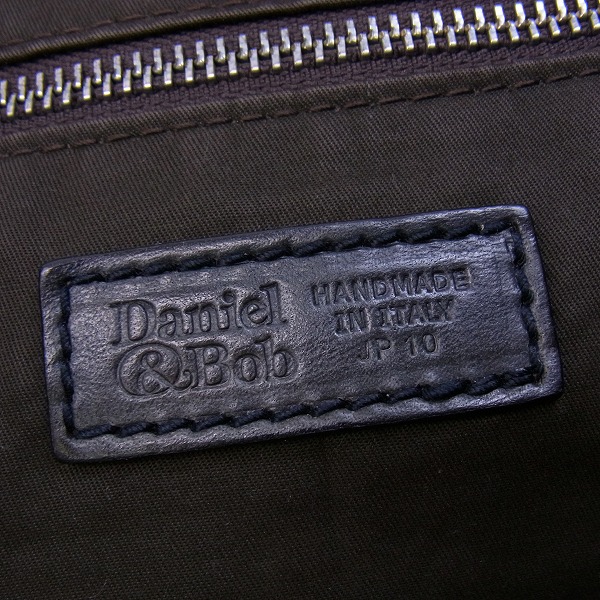 Daniel
& Bob
HANDMADE
IN ITALY
JP 10